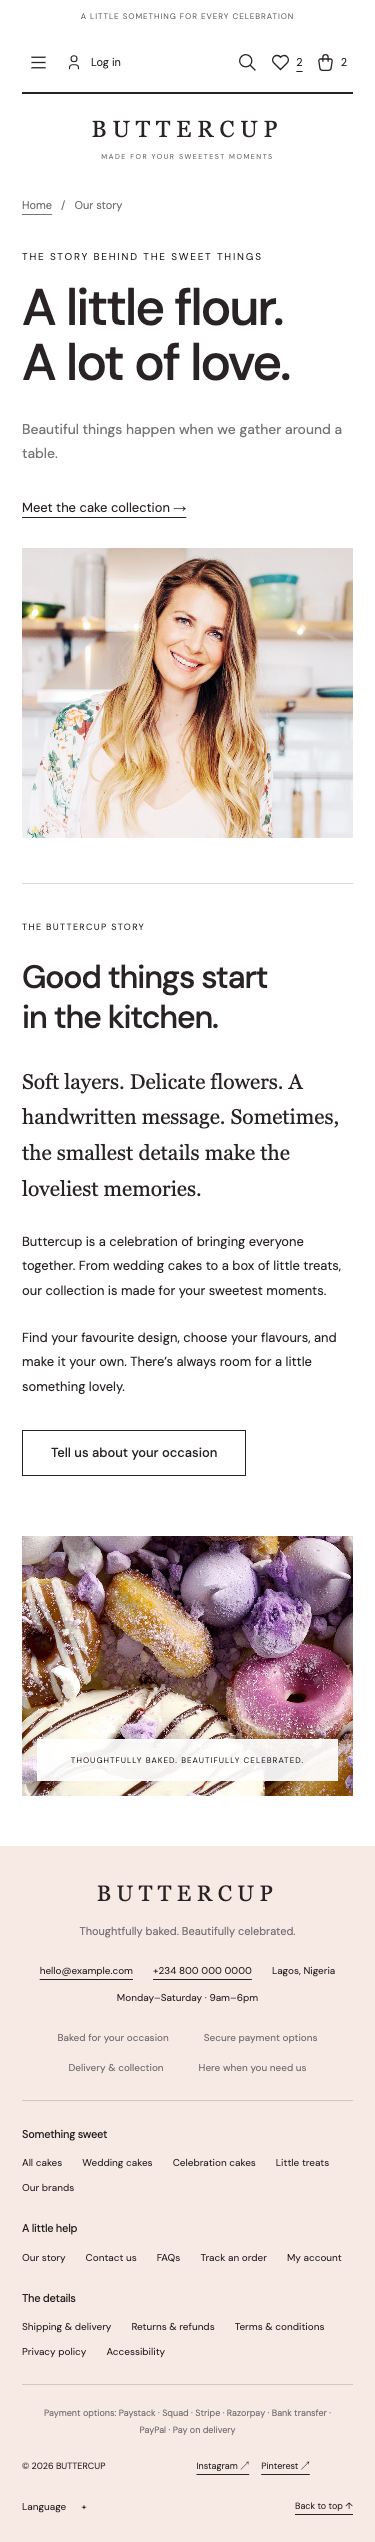 A LITTLE SOMETHING FOR EVERY CELEBRATION
Log in
2
2
BUTTERCUP
MADE FOR YOUR SWEETEST MOMENTS
Home / Our story
THE STORY BEHIND THE SWEET THINGS
A little flour.
A lot of love.
Beautiful things happen when we gather around a
table.
Meet the cake collection →
THE BUTTERCUP STORY
Good things start
in the kitchen.
Soft layers. Delicate flowers. A
handwritten message. Sometimes,
the smallest details make the
loveliest memories.
Buttercup is a celebration of bringing everyone
together. From wedding cakes to a box of little treats,
our collection is made for your sweetest moments.
Find your favourite design, choose your flavours, and
make it your own. There’s always room for a little
something lovely.
Tell us about your occasion
THOUGHTFULLY BAKED. BEAUTIFULLY CELEBRATED.
BUTTERCUP
Thoughtfully baked. Beautifully celebrated.
hello@example.com +234 800 000 0000 Lagos, Nigeria
Monday–Saturday · 9am–6pm
Baked for your occasion Secure payment options
Delivery & collection Here when you need us
Something sweet
All cakes Wedding cakes Celebration cakes Little treats
Our brands
A little help
Our story Contact us FAQs Track an order My account
The details
Shipping & delivery Returns & refunds Terms & conditions
Privacy policy Accessibility
Payment options: Paystack · Squad · Stripe · Razorpay · Bank transfer ·
PayPal · Pay on delivery
© 2026 BUTTERCUP Instagram ↗ Pinterest ↗
Language + Back to top ↑